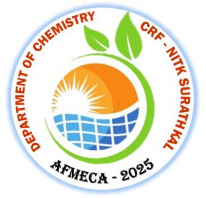 DEPARTMENT OF CHEMISTRY
CRF - NITK SURATHKAL
AFMECA - 2025